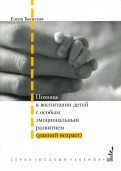 Елена Баенская
Помощь
в воспитании детей
с особым
эмоциональным
развитием
(ранний возраст)
СЕРИЯ «ОСОБЫЙ РЕБЕНОК»